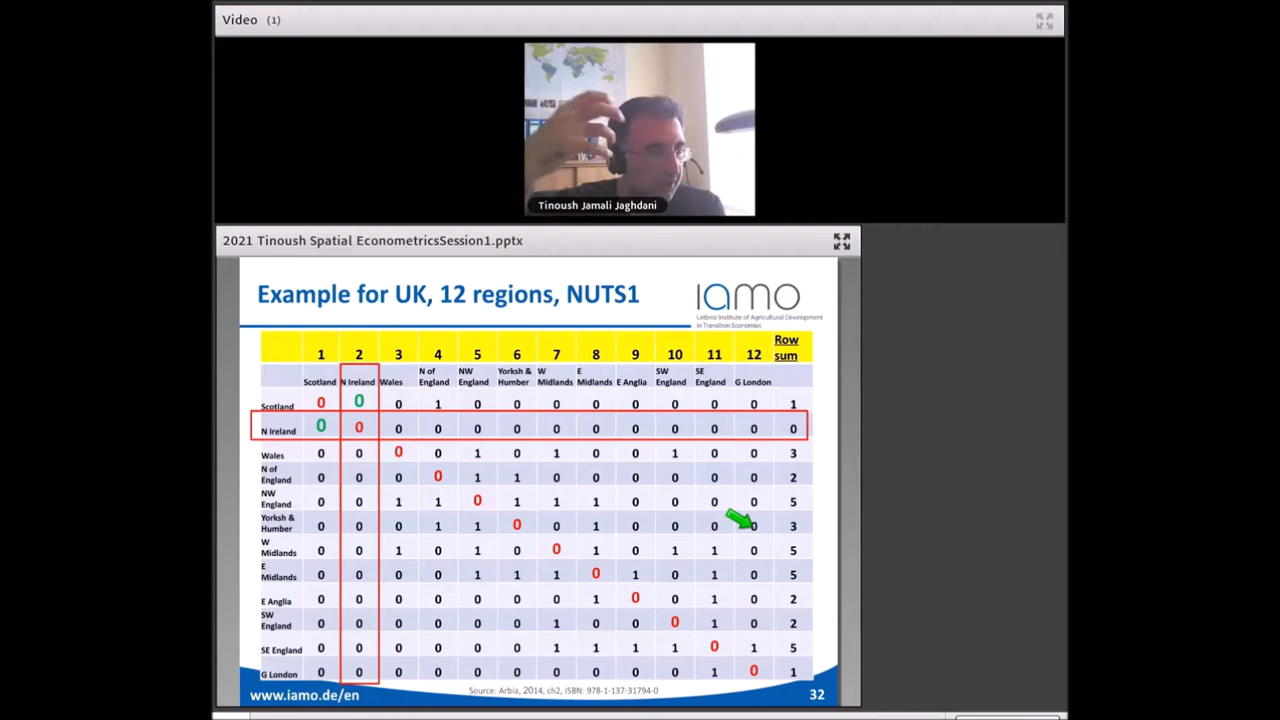 Video (1)
Tinoush Jamali Jaghdani
2021 Tinoush Spatial EconometricsSession1.pptx
Example for UK, 12 regions, NUTS1
iamo
Leibniz Institute of Agricultural Development
in Transition Economies
1 2 3 4 5 6 7 8 9 10 11 12 Row sum
Scotland N Ireland Wales N of England NW England Yorksh & Humber W Midlands E Midlands E Anglia SW England SE England G London
Scotland 0 0 0 1 0 0 0 0 0 0 0 0 1
N Ireland 0 0 0 0 0 0 0 0 0 0 0 0 0
Wales 0 0 0 0 1 0 1 0 0 1 0 0 3
N of England 0 0 0 0 1 1 0 0 0 0 0 0 2
NW England 0 0 1 1 0 1 1 1 0 0 0 0 5
Yorksh & Humber 0 0 0 1 1 0 0 1 0 0 0 0 3
W Midlands 0 0 1 0 1 0 0 1 0 1 1 0 5
E Midlands 0 0 0 0 1 1 1 0 1 0 1 0 5
E Anglia 0 0 0 0 0 0 0 1 0 0 1 0 2
SW England 0 0 0 0 0 0 1 0 0 0 1 0 2
SE England 0 0 0 0 0 0 1 1 1 1 0 1 5
G London 0 0 0 0 0 0 0 0 0 0 1 0 1
www.iamo.de/en
Source: Arbia, 2014, ch2, ISBN: 978-1-137-31794-0
32